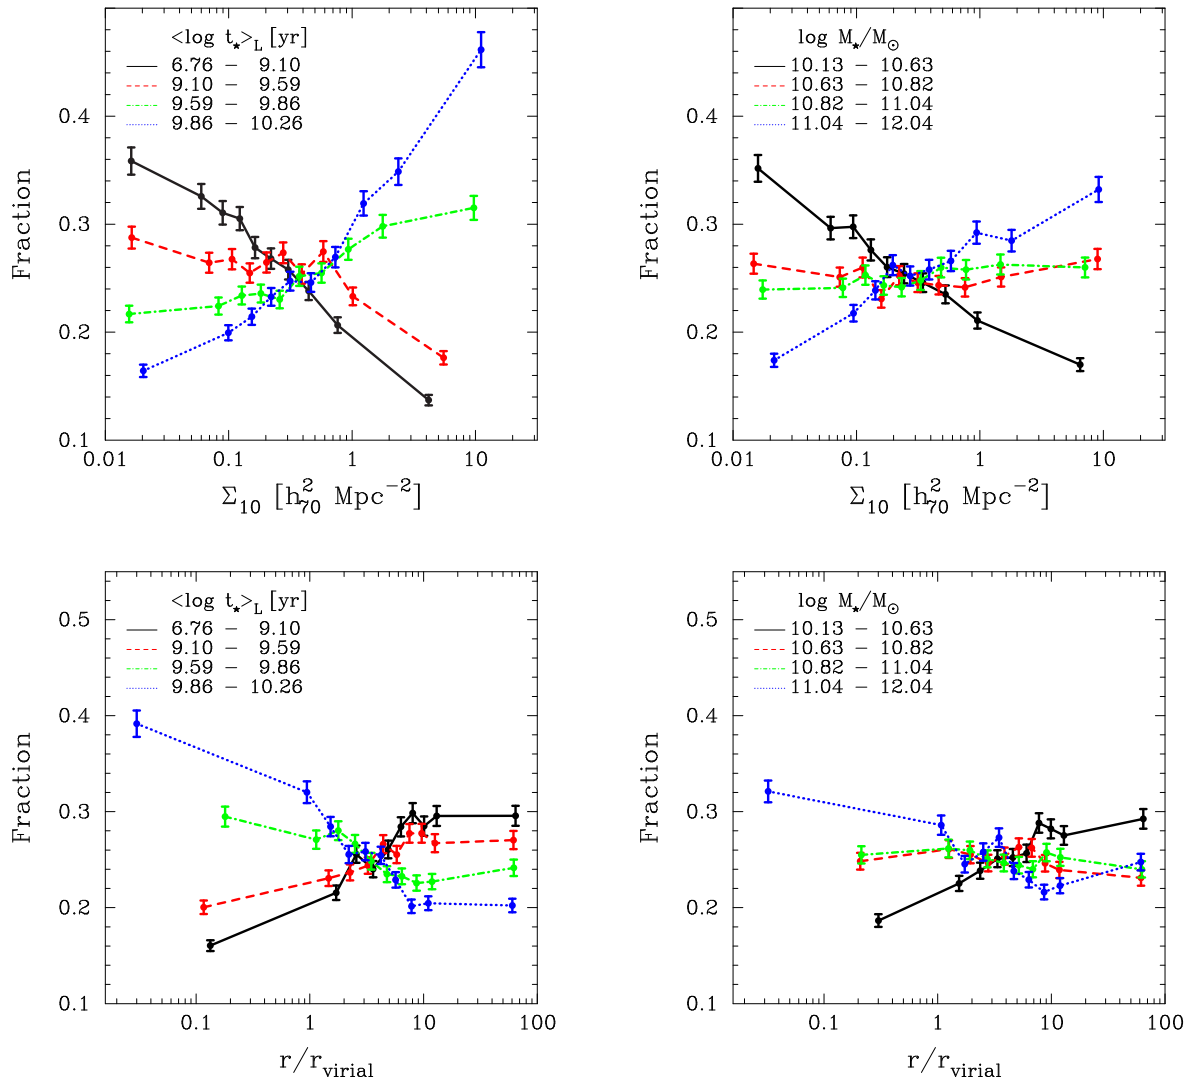 <log t⋆>L [yr]
6.76 – 9.10
9.10 – 9.59
9.59 – 9.86
9.86 – 10.26
0.4
0.3
0.2
0.1
Fraction
0.01 0.1 1 10
Σ10 [h²70 Mpc⁻²]
log M⋆/M⊙
10.13 – 10.63
10.63 – 10.82
10.82 – 11.04
11.04 – 12.04
0.4
0.3
0.2
0.1
Fraction
0.01 0.1 1 10
Σ10 [h²70 Mpc⁻²]
<log t⋆>L [yr]
6.76 – 9.10
9.10 – 9.59
9.59 – 9.86
9.86 – 10.26
0.5
0.4
0.3
0.2
0.1
Fraction
0.1 1 10 100
r/rvirial
log M⋆/M⊙
10.13 – 10.63
10.63 – 10.82
10.82 – 11.04
11.04 – 12.04
0.5
0.4
0.3
0.2
0.1
Fraction
0.1 1 10 100
r/rvirial